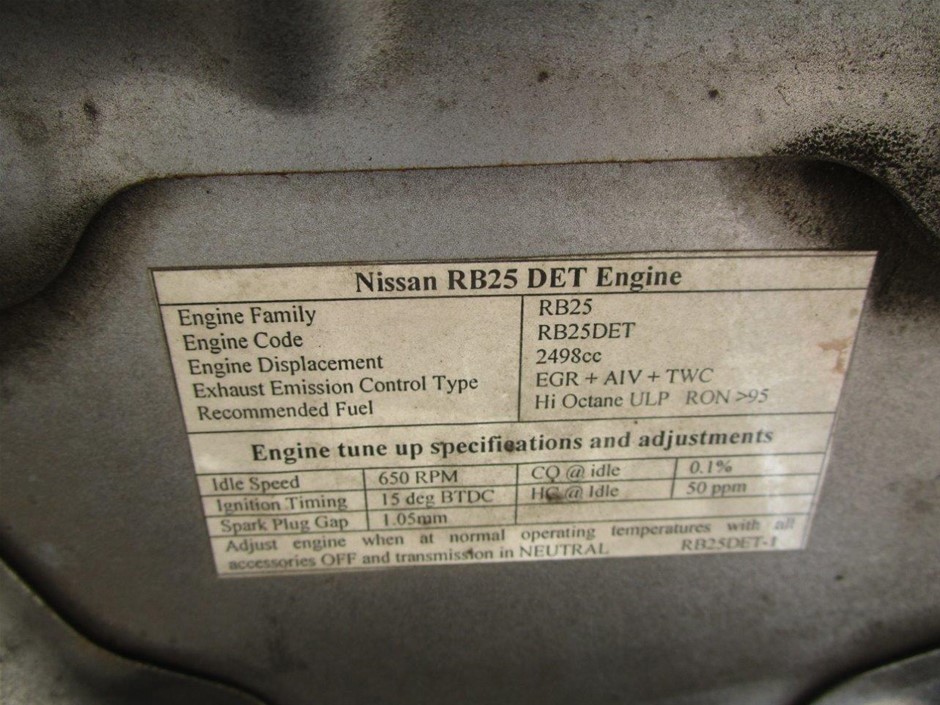 Nissan RB25 DET Engine
Engine Family RB25
Engine Code RB25DET
Engine Displacement 2498cc
Exhaust Emission Control Type EGR + AIV + TWC
Recommended Fuel Hi Octane ULP RON >95
Engine tune up specifications and adjustments
Idle Speed 650 RPM CO @ idle 0.1%
Ignition Timing 15 deg BTDC HC @ Idle 50 ppm
Spark Plug Gap 1.05mm
Adjust engine when at normal operating temperatures with all
accessories OFF and transmission in NEUTRAL RB25DET-1